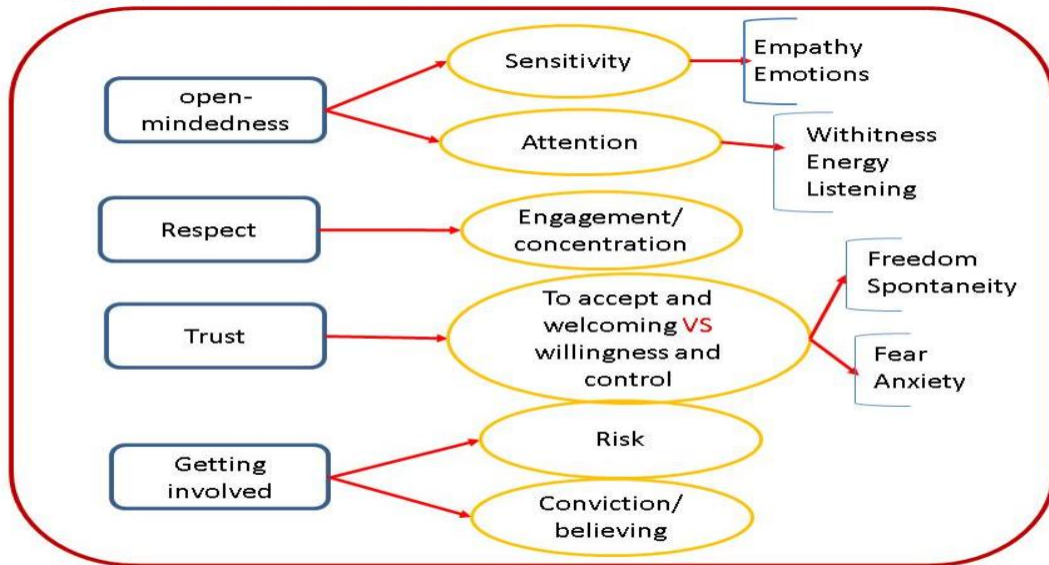 open-
mindedness
Sensitivity
Empathy
Emotions
Attention
Withitness
Energy
Listening
Respect
Engagement/
concentration
Trust
To accept and
welcoming VS
willingness and
control
Freedom
Spontaneity
Fear
Anxiety
Getting
involved
Risk
Conviction/
believing